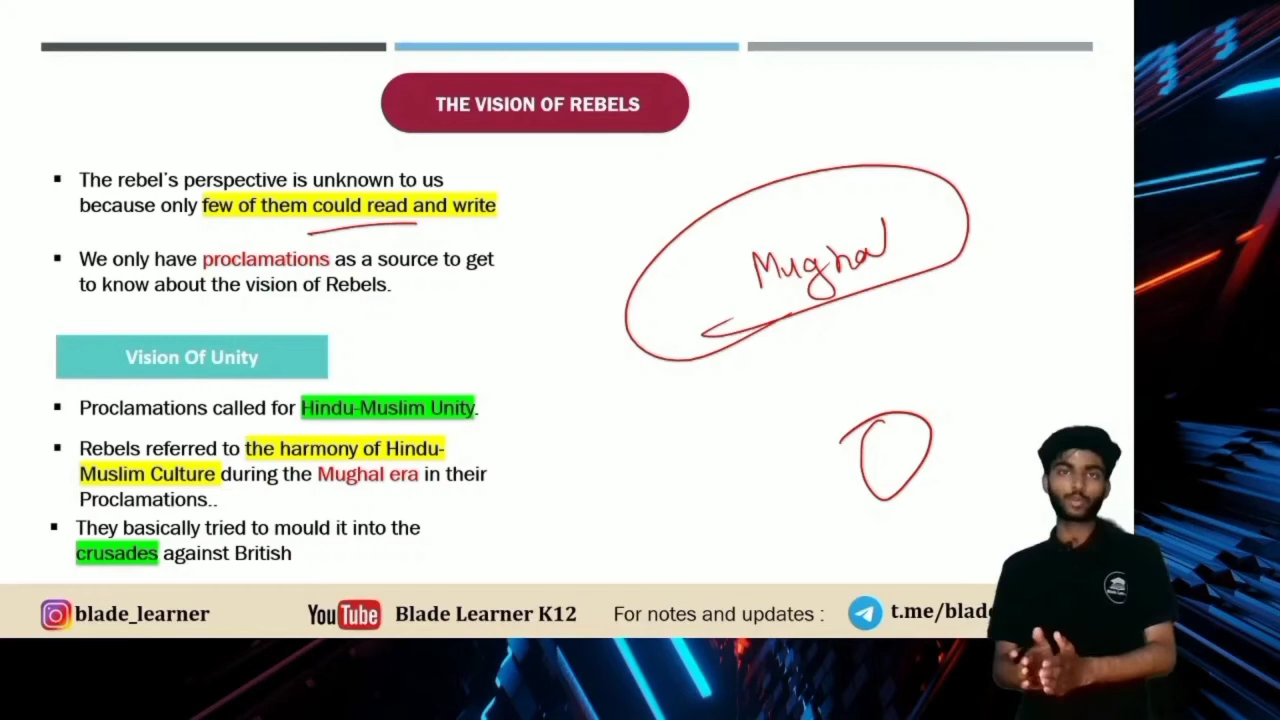 THE VISION OF REBELS
The rebel's perspective is unknown to us
because only few of them could read and write
We only have proclamations as a source to get
to know about the vision of Rebels.
Mughal
Vision Of Unity
Proclamations called for Hindu-Muslim Unity.
Rebels referred to the harmony of Hindu-
Muslim Culture during the Mughal era in their
Proclamations..
They basically tried to mould it into the
crusades against British
blade_learner
YouTube Blade Learner K12
For notes and updates :
t.me/blade